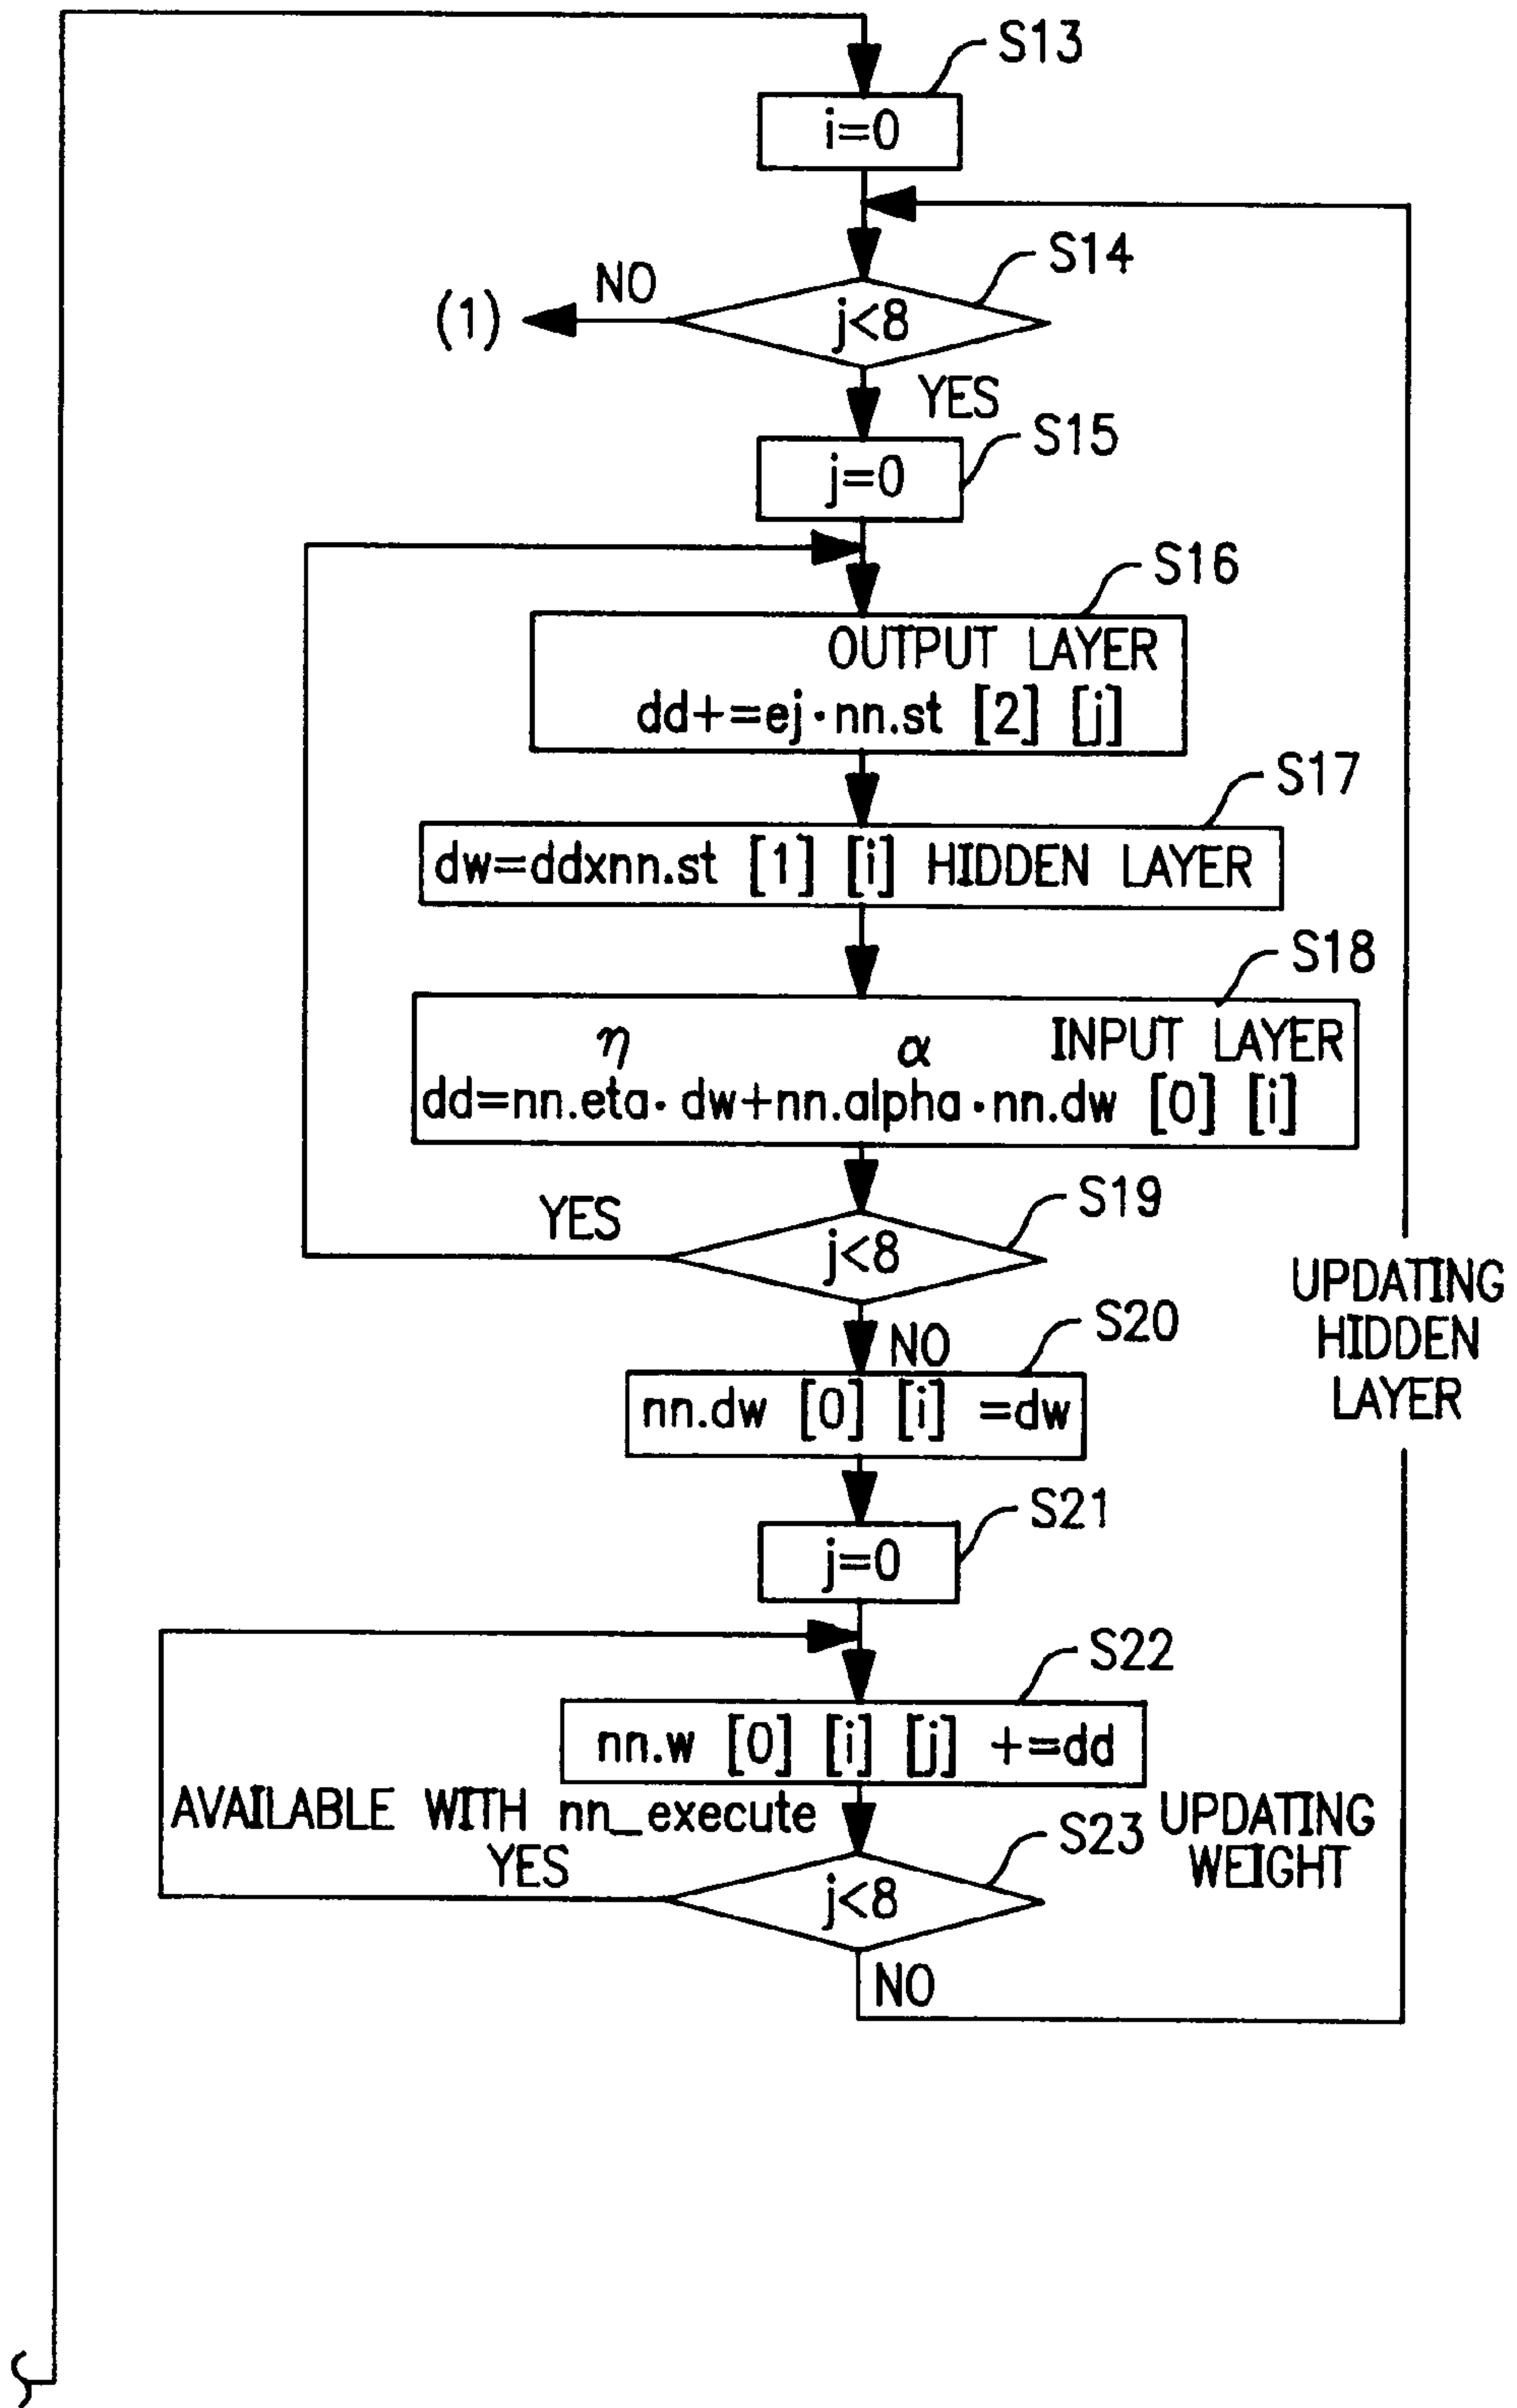 S13
i=0
S14
NO
(1)
j<8
YES
S15
j=0
S16
OUTPUT LAYER
dd+=ej·nn.st [2] [j]
S17
dw=ddxnn.st [1] [i] HIDDEN LAYER
S18
η α INPUT LAYER
dd=nn.eta· dw+nn.alpha·nn.dw [0] [i]
S19
YES
j<8
UPDATING
HIDDEN
LAYER
NO
S20
nn.dw [0] [i] =dw
S21
j=0
S22
nn.w [0] [i] [j] +=dd
AVAILABLE WITH nn_execute
YES
S23
UPDATING
WEIGHT
j<8
NO